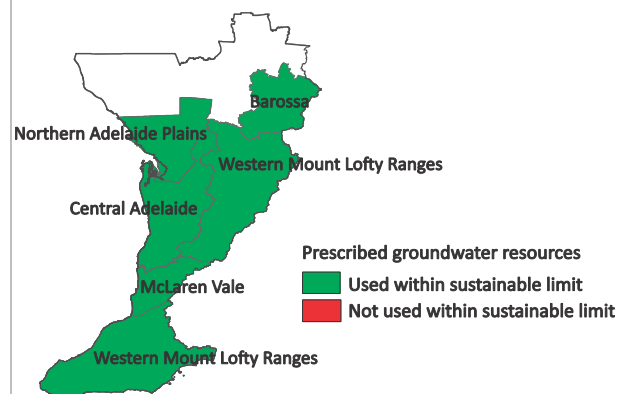 Barossa
Northern Adelaide Plains
Western Mount Lofty Ranges
Central Adelaide
Prescribed groundwater resources
Used within sustainable limit
McLaren Vale
Not used within sustainable limit
Western Mount Lofty Ranges